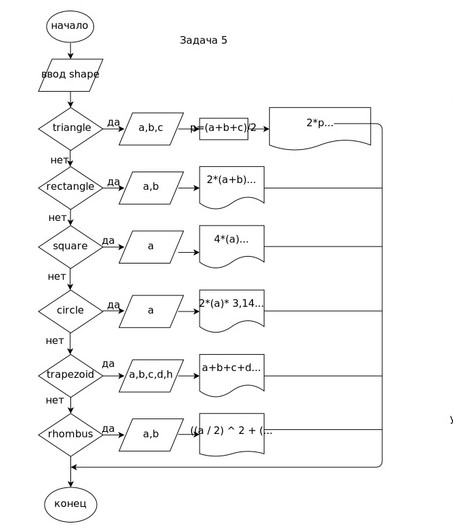 начало
Задача 5
ввод shape
triangle
да
a,b,c
p=(a+b+c)/2
2*p...
нет
rectangle
да
a,b
2*(a+b)...
нет
square
да
a
4*(a)...
нет
circle
да
a
2*(a)* 3,14...
нет
trapezoid
да
a,b,c,d,h
a+b+c+d...
нет
rhombus
да
a,b
((a / 2) ^ 2 + (...
конец